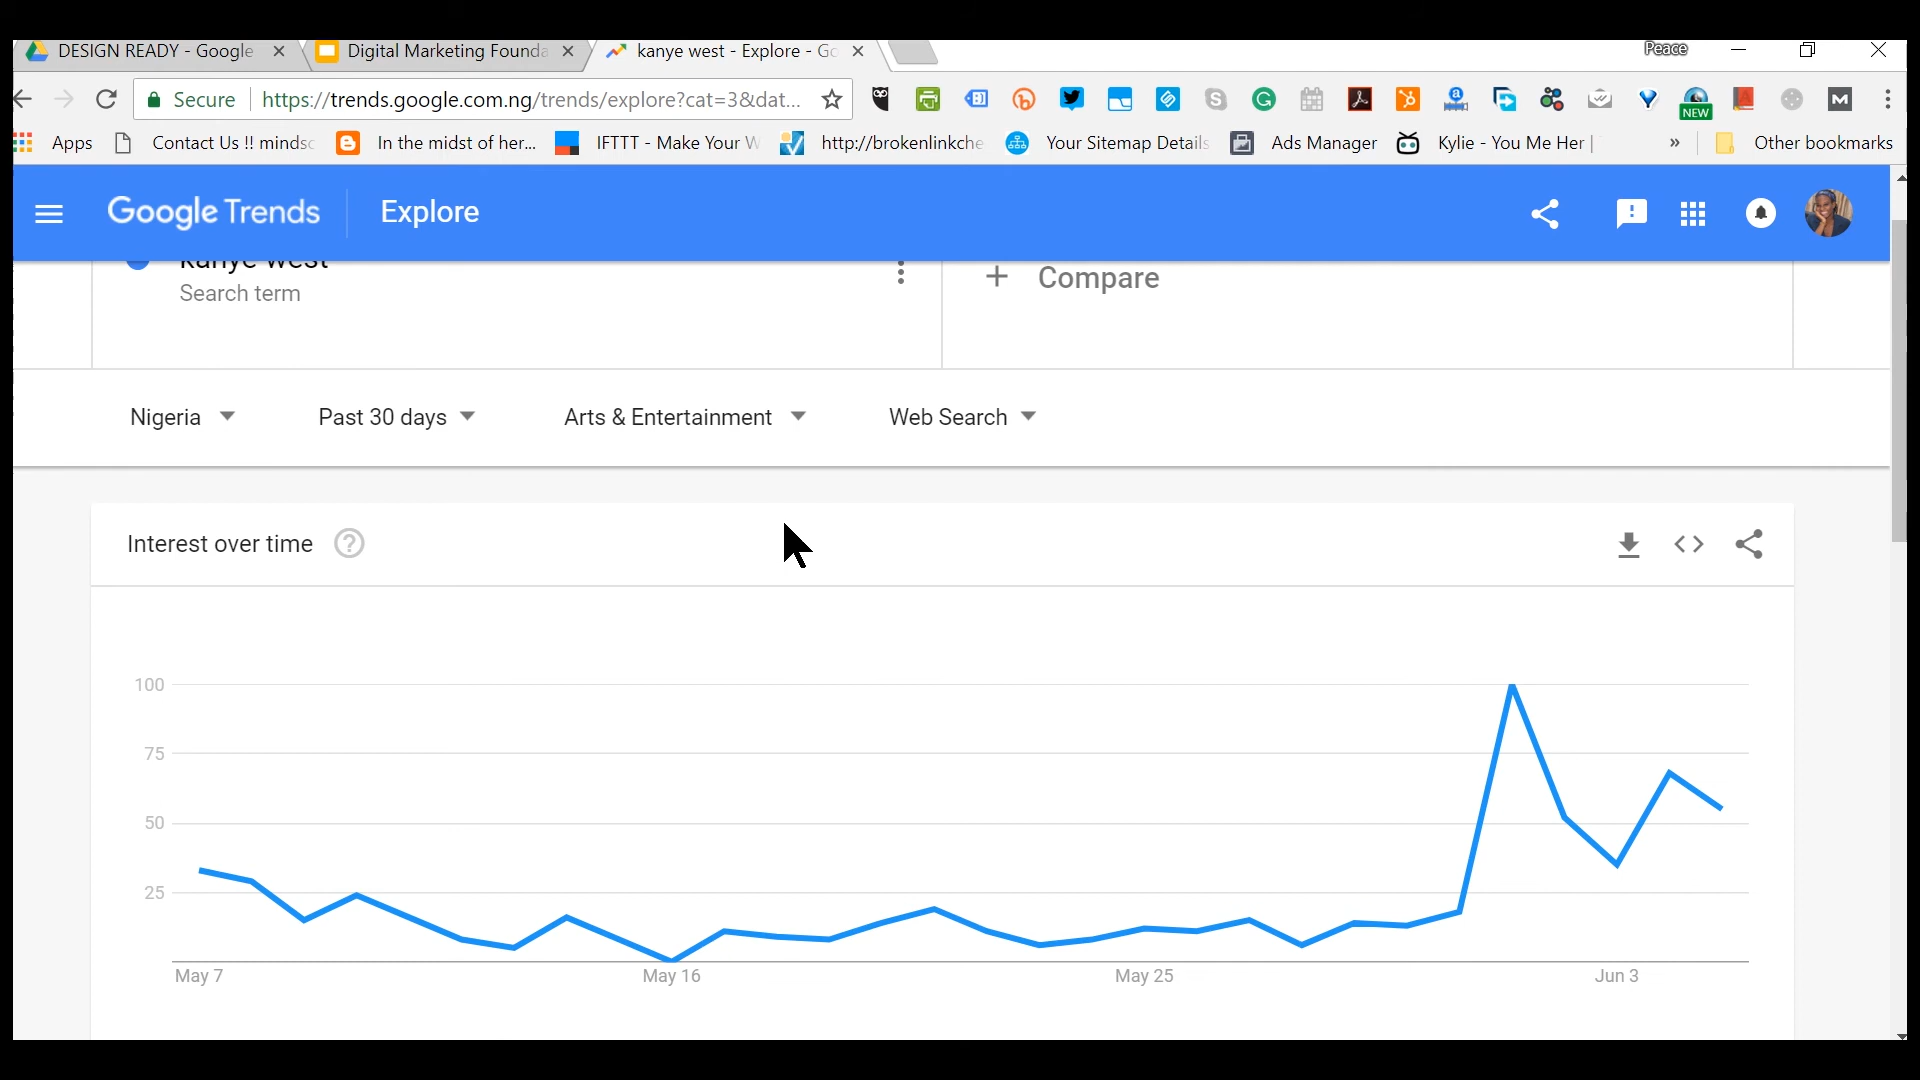 DESIGN READY - Google
Digital Marketing Founda
kanye west - Explore - Go
Peace
Secure
https://trends.google.com.ng/trends/explore?cat=3&dat...
NEW
Apps
Contact Us !! mindsc
In the midst of her...
IFTTT - Make Your W
http://brokenlinkche
Your Sitemap Details
Ads Manager
Kylie - You Me Her |
»
Other bookmarks
Google Trends
Explore
kanye west
Search term
+ Compare
Nigeria
Past 30 days
Arts & Entertainment
Web Search
Interest over time
?
100
75
50
25
May 7
May 16
May 25
Jun 3